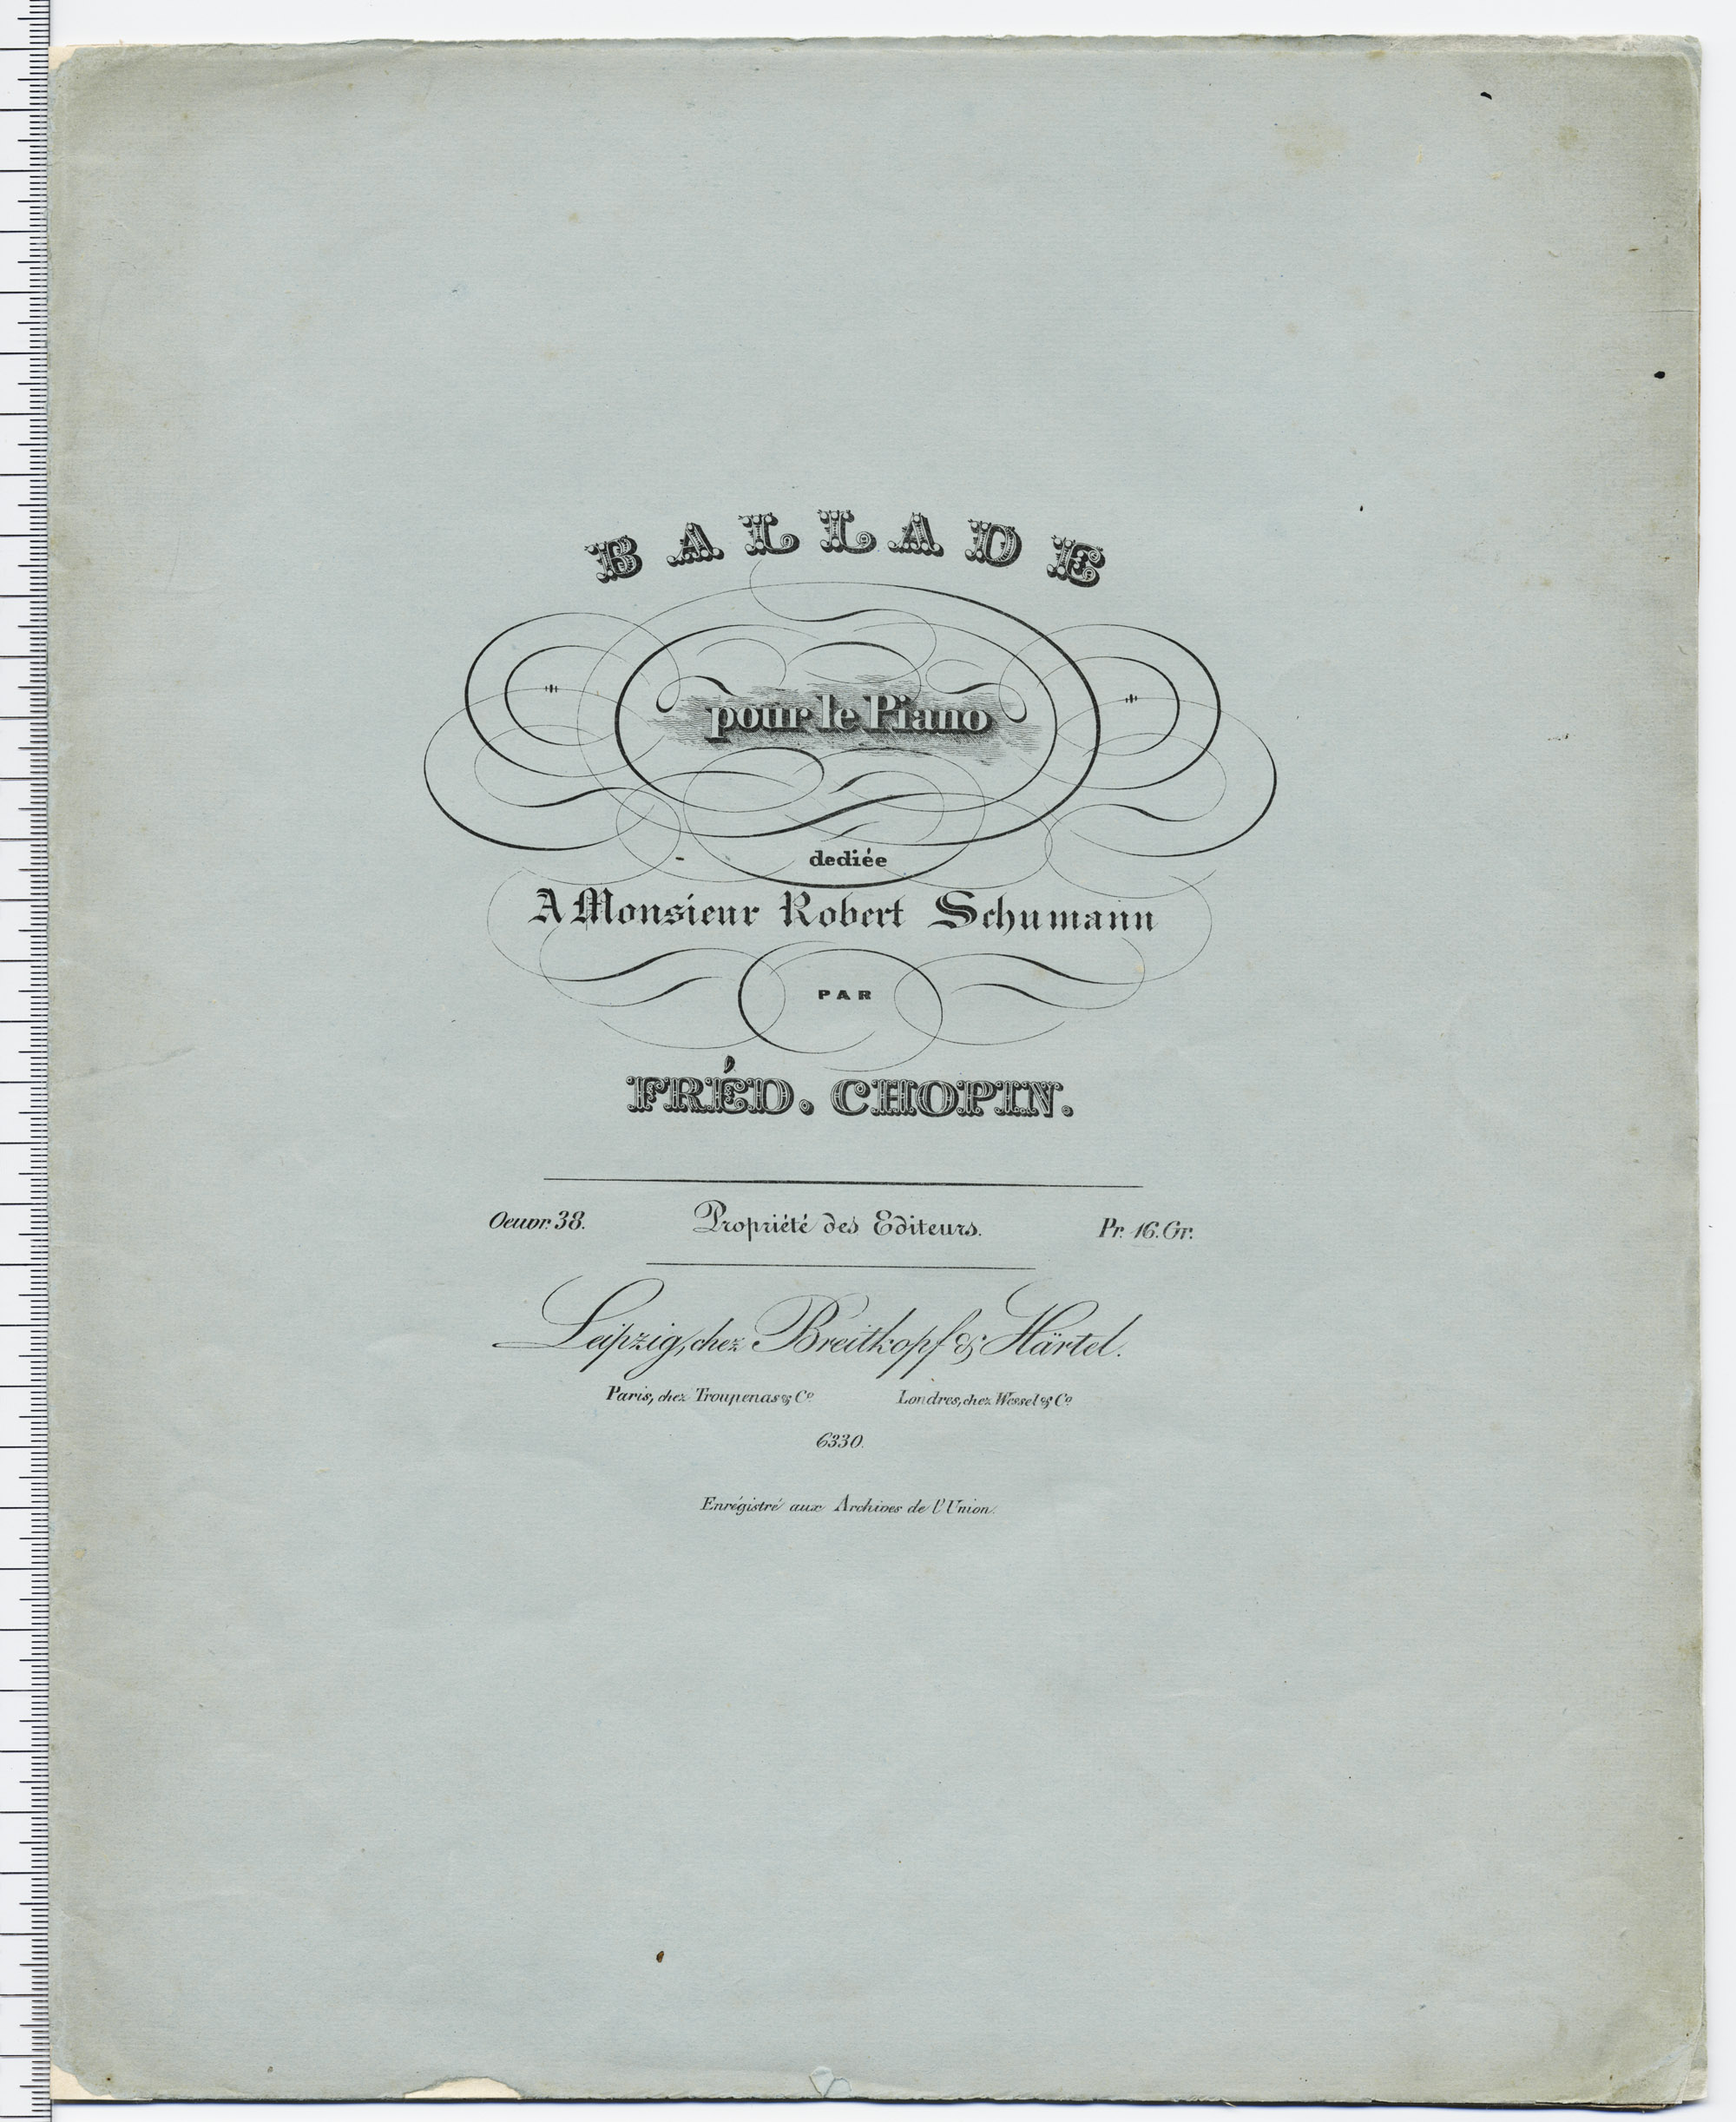 BALLADE
pour le Piano
dediée
A Monsieur Robert Schumann
PAR
FRÉD. CHOPIN.
Oeuvr. 38. Propriété des Editeurs. Pr. 16. Gr.
Leipzig, chez Breitkopf & Härtel.
Paris, chez Troupenas & Co. Londres, chez Wessel & Co.
6330.
Enrégistré aux Archives de l'Union.